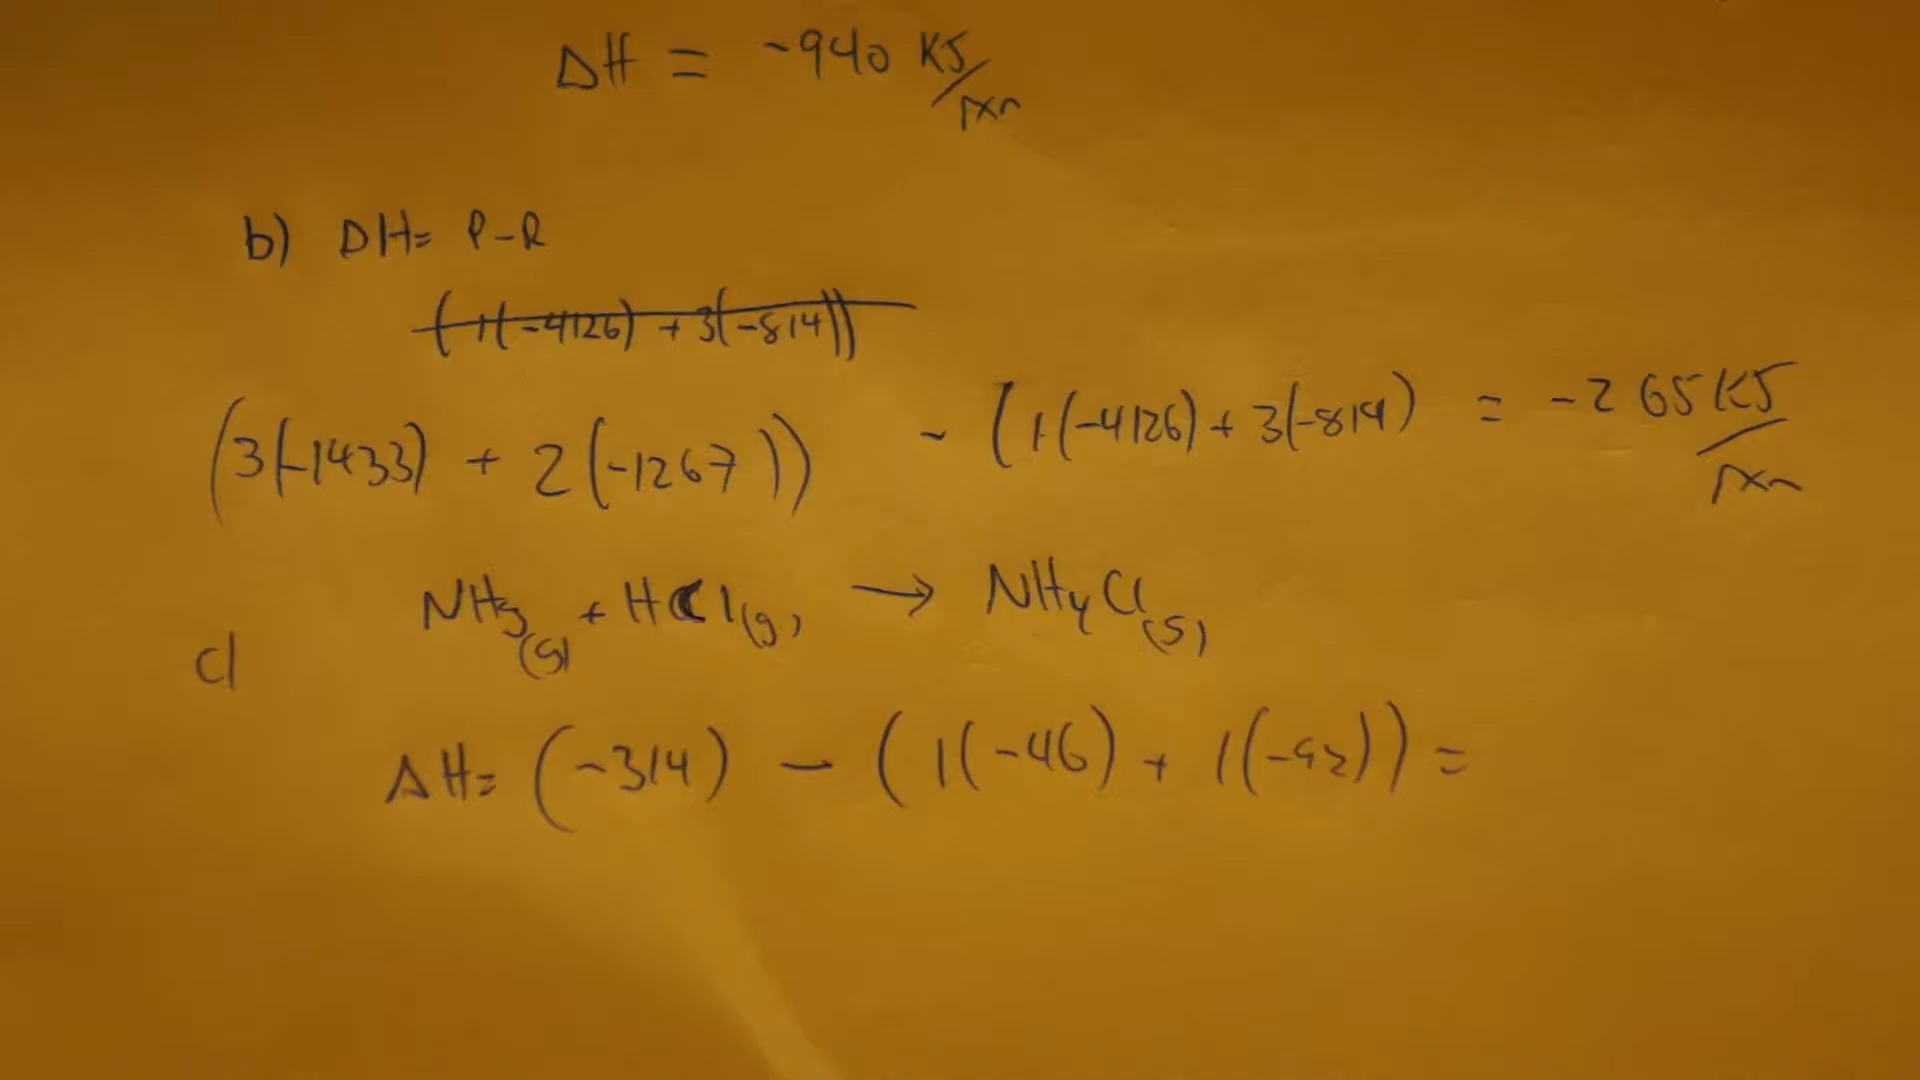 ΔH = -940 KJ/rxn
b) ΔH= P-R
(1(-4126) + 3(-814))
(3(-1433) + 2(-1267)) - (1(-4126) + 3(-814) = -265 KJ/rxn
NH3(g) + HCl(g) → NH4Cl(s)
c)
ΔH= (-314) - (1(-46) + 1(-92)) =